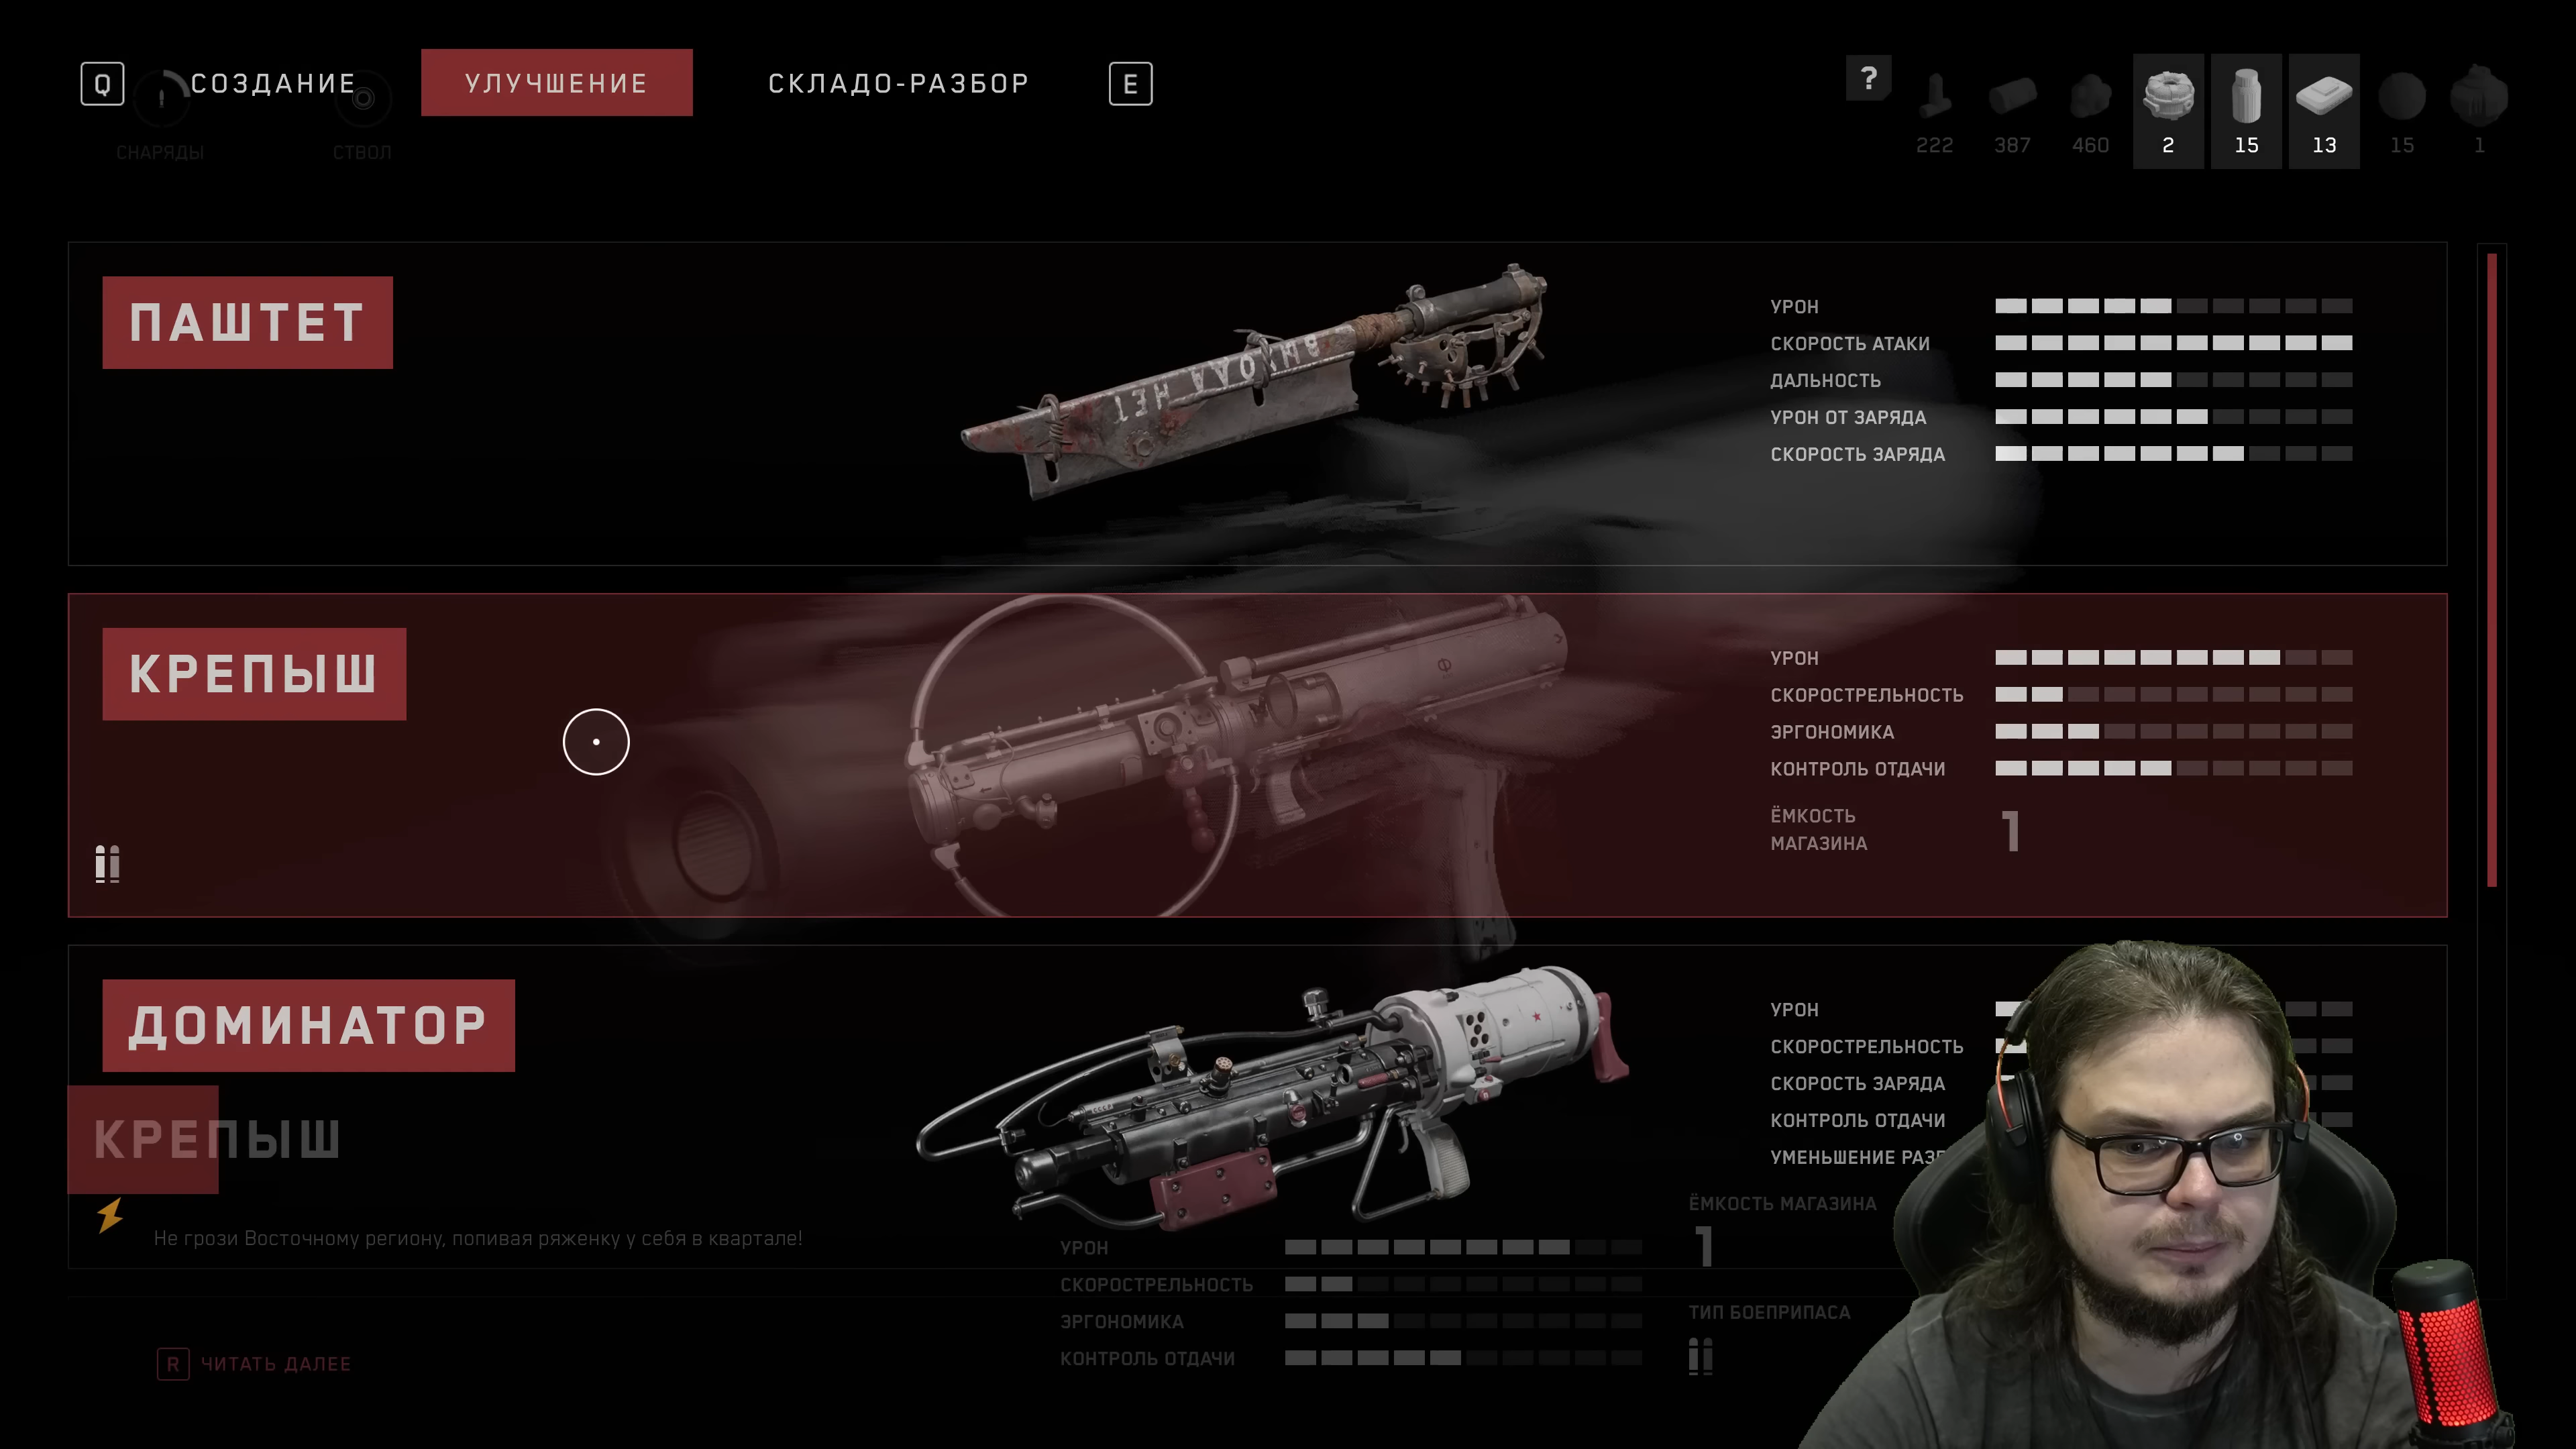 Q СОЗДАНИЕ УЛУЧШЕНИЕ СКЛАДО-РАЗБОР E ?
СНАРЯДЫ СТВОЛ
222 387 460 2 15 13 15 1
ПАШТЕТ
ВЫХОДА НЕТ
УРОН
СКОРОСТЬ АТАКИ
ДАЛЬНОСТЬ
УРОН ОТ ЗАРЯДА
СКОРОСТЬ ЗАРЯДА
КРЕПЫШ
УРОН
СКОРОСТРЕЛЬНОСТЬ
ЭРГОНОМИКА
КОНТРОЛЬ ОТДАЧИ
ЁМКОСТЬ
МАГАЗИНА
1
ДОМИНАТОР
УРОН
СКОРОСТРЕЛЬНОСТЬ
СКОРОСТЬ ЗАРЯДА
КОНТРОЛЬ ОТДАЧИ
УМЕНЬШЕНИЕ
КРЕПЫШ
Не грози Восточному региону, попивая ряженку у себя в квартале!
R ЧИТАТЬ ДАЛЕЕ
УРОН
СКОРОСТРЕЛЬНОСТЬ
ЭРГОНОМИКА
КОНТРОЛЬ ОТДАЧИ
ЁМКОСТЬ МАГАЗИНА
1
ТИП БОЕПРИПАСА